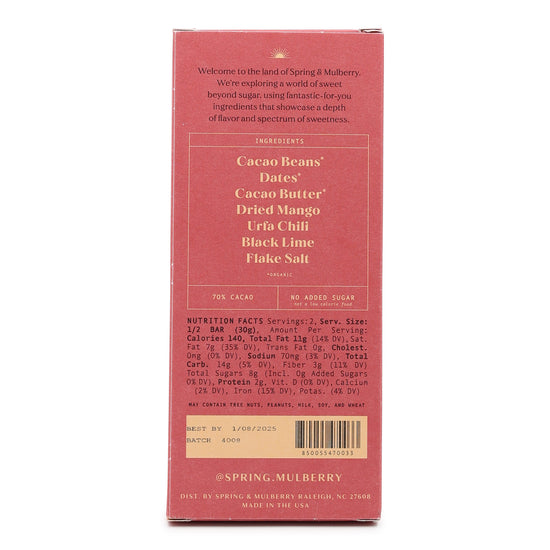 Welcome to the land of Spring & Mulberry.
We're exploring a world of sweet
beyond sugar, using fantastic-for-you
ingredients that showcase a depth
of flavor and spectrum of sweetness.
INGREDIENTS
Cacao Beans*
Dates*
Cacao Butter*
Dried Mango
Urfa Chili
Black Lime
Flake Salt
*ORGANIC
70% CACAO
NO ADDED SUGAR
not a low calorie food
NUTRITION FACTS Servings:2, Serv. Size:
1/2 BAR (30g), Amount Per Serving:
Calories 140, Total Fat 11g (14% DV), Sat.
Fat 7g (35% DV), Trans Fat 0g, Cholest.
0mg (0% DV), Sodium 70mg (3% DV), Total
Carb. 14g (5% DV), Fiber 3g (11% DV)
Total Sugars 8g (Incl. 0g Added Sugars
0% DV), Protein 2g, Vit. D (0% DV), Calcium
(2% DV), Iron (15% DV), Potas. (4% DV)
MAY CONTAIN TREE NUTS, PEANUTS, MILK, SOY, AND WHEAT
BEST BY 1/08/2025
BATCH 4008
850055470033
@SPRING.MULBERRY
DIST. BY SPRING & MULBERRY RALEIGH, NC 27608
MADE IN THE USA